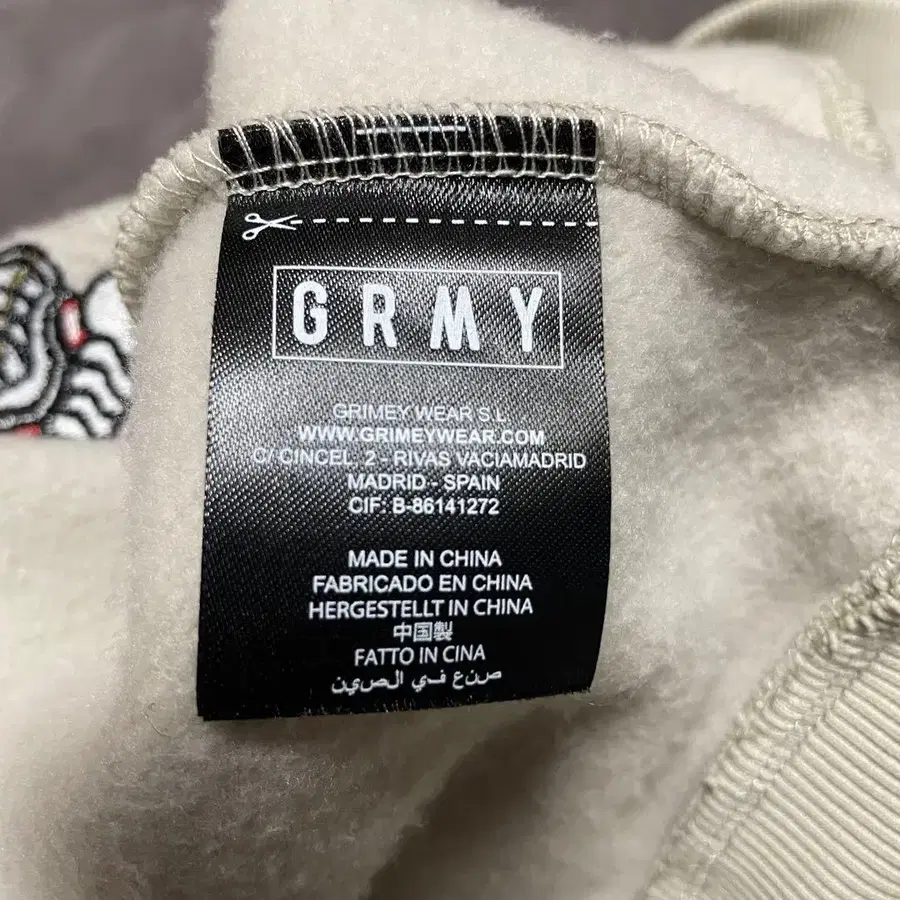 GRMY
GRIMEY WEAR S.L.
WWW.GRIMEYWEAR.COM
C/ CINCEL. 2 - RIVAS VACIAMADRID
MADRID - SPAIN
CIF: B-86141272
MADE IN CHINA
FABRICADO EN CHINA
HERGESTELLT IN CHINA
中国製
FATTO IN CINA
صنع في الصين